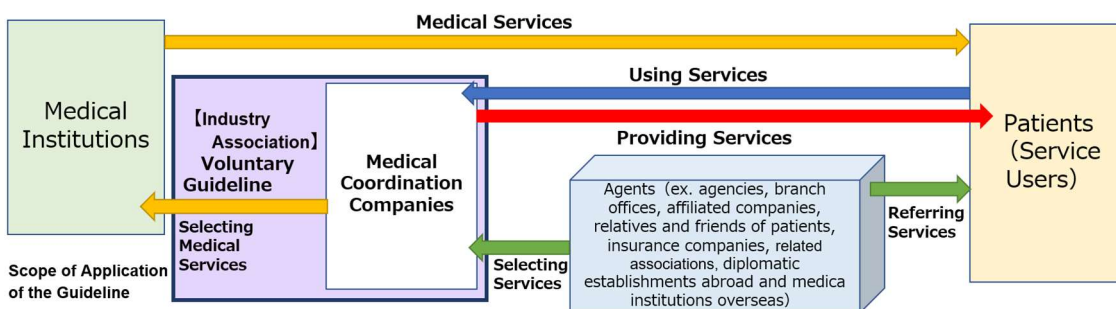 Medical Services
Medical
Institutions
Using Services
【Industry
Association】
Voluntary
Guideline
Medical
Coordination
Companies
Providing Services
Patients
（Service
Users）
Agents（ex. agencies, branch
offices, affiliated companies,
relatives and friends of patients,
insurance companies, related
associations, diplomatic
establishments abroad and medica
institutions overseas）
Referring
Services
Selecting
Medical
Services
Selecting
Services
Scope of Application
of the Guideline